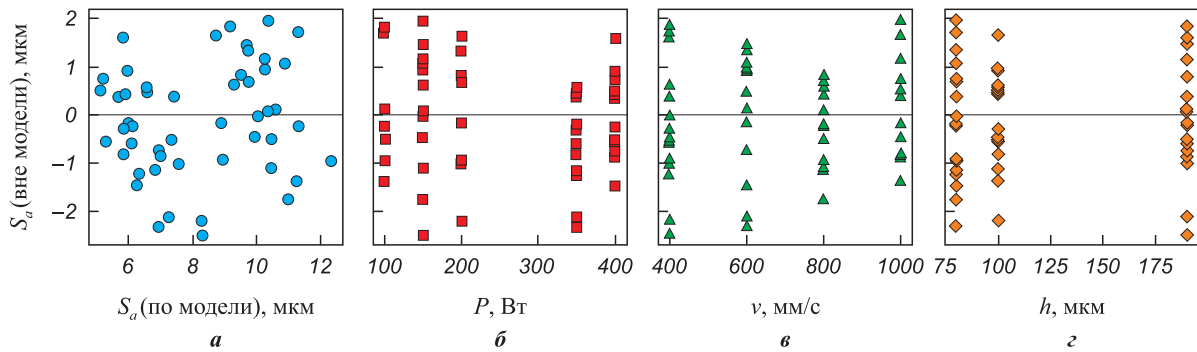 S_a (вне модели), мкм
2
1
0
−1
−2
6 8 10 12
100 200 300 400
400 600 800 1000
75 100 125 150 175
S_a (по модели), мкм
P, Вт
v, мм/с
h, мкм
а
б
в
г